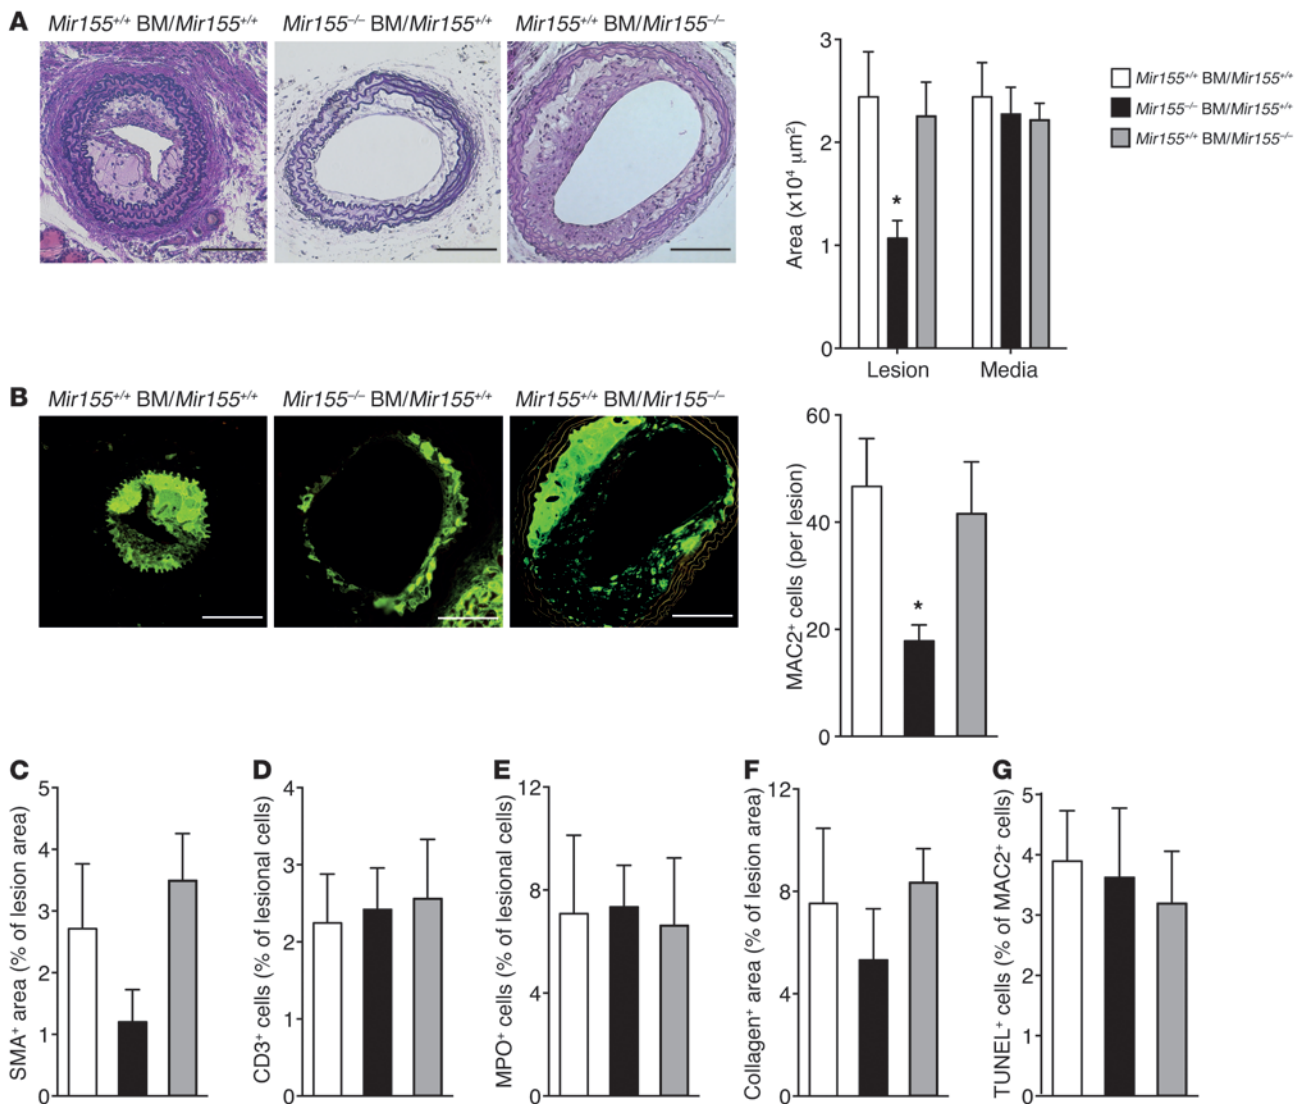 A
Mir155+/+ BM/Mir155+/+
Mir155–/– BM/Mir155+/+
Mir155+/+ BM/Mir155–/–
Area (x10⁴ µm²)
3
2
1
0
*
Lesion
Media
Mir155+/+ BM/Mir155+/+
Mir155–/– BM/Mir155+/+
Mir155+/+ BM/Mir155–/–
B
Mir155+/+ BM/Mir155+/+
Mir155–/– BM/Mir155+/+
Mir155+/+ BM/Mir155–/–
MAC2+ cells (per lesion)
60
40
20
0
*
C
SMA+ area (% of lesion area)
5
4
3
2
1
0
D
CD3+ cells (% of lesional cells)
4
3
2
1
0
E
MPO+ cells (% of lesional cells)
12
8
4
0
F
Collagen+ area (% of lesion area)
12
8
4
0
G
TUNEL+ cells (% of MAC2+ cells)
5
4
3
2
1
0